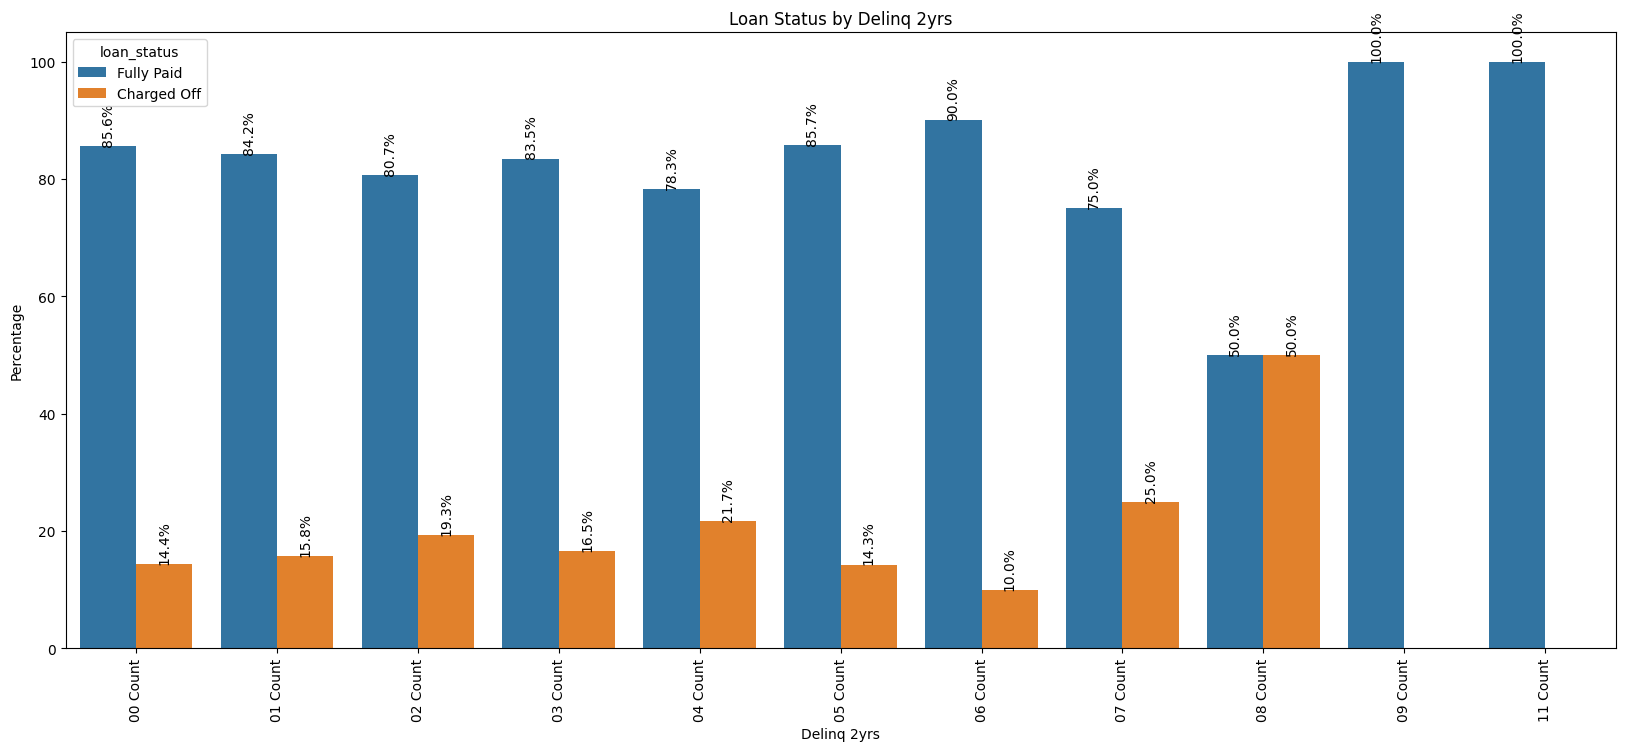 Loan Status by Delinq 2yrs
loan_status
Fully Paid
Charged Off
Percentage
100
80
60
40
20
0
85.6%
14.4%
84.2%
15.8%
80.7%
19.3%
83.5%
16.5%
78.3%
21.7%
85.7%
14.3%
90.0%
10.0%
75.0%
25.0%
50.0%
50.0%
100.0%
100.0%
00 Count
01 Count
02 Count
03 Count
04 Count
05 Count
06 Count
07 Count
08 Count
09 Count
11 Count
Delinq 2yrs